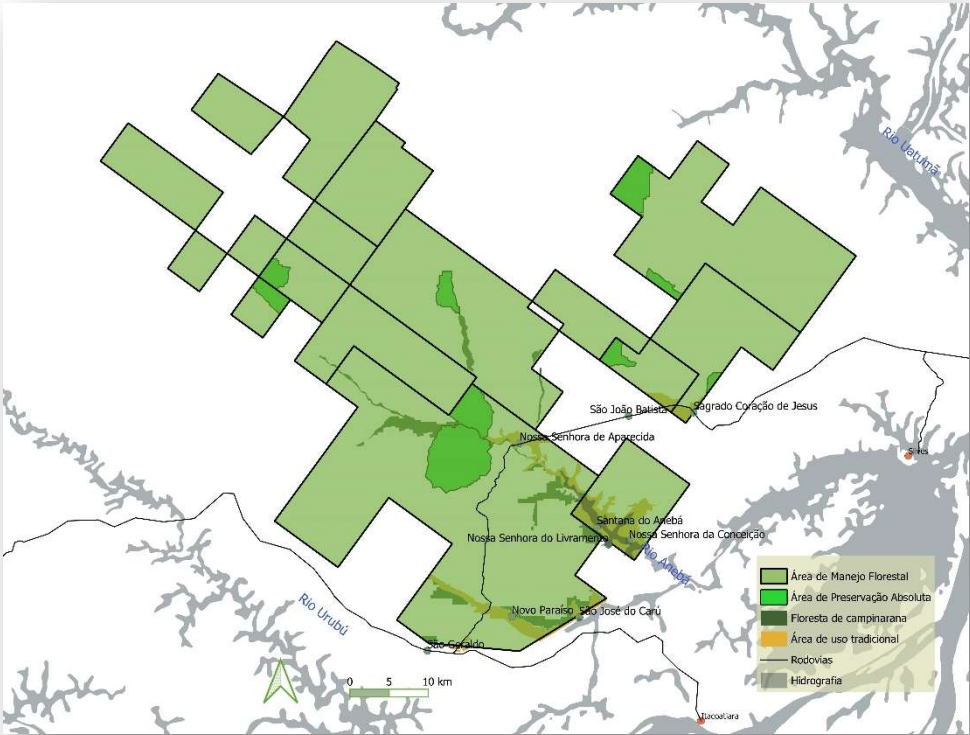 Rio Uatumã
São João Batista
Sagrado Coração de Jesus
Nossa Senhora de Aparecida
Silves
Santana do Anebá
Nossa Senhora do Livramento
Nossa Senhora da Conceição
Rio Anebá
Área de Manejo Florestal
Área de Preservação Absoluta
Floresta de campinarana
Área de uso tradicional
Rodovias
Hidrografia
Rio Urubú
Novo Paraíso
São José do Carú
São Geraldo
0 5 10 km
Itacoatiara